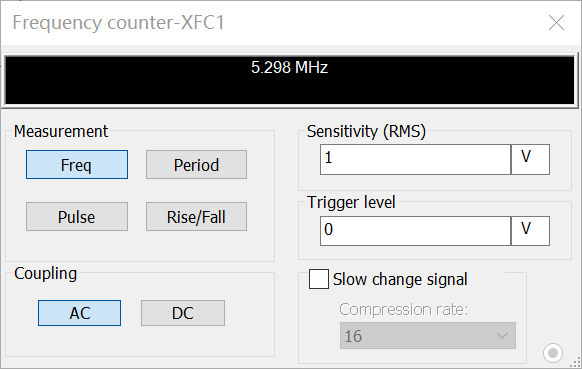 Frequency counter-XFC1
5.298 MHz
Measurement
Freq Period
Pulse Rise/Fall
Coupling
AC DC
Sensitivity (RMS)
1 V
Trigger level
0 V
Slow change signal
Compression rate:
16